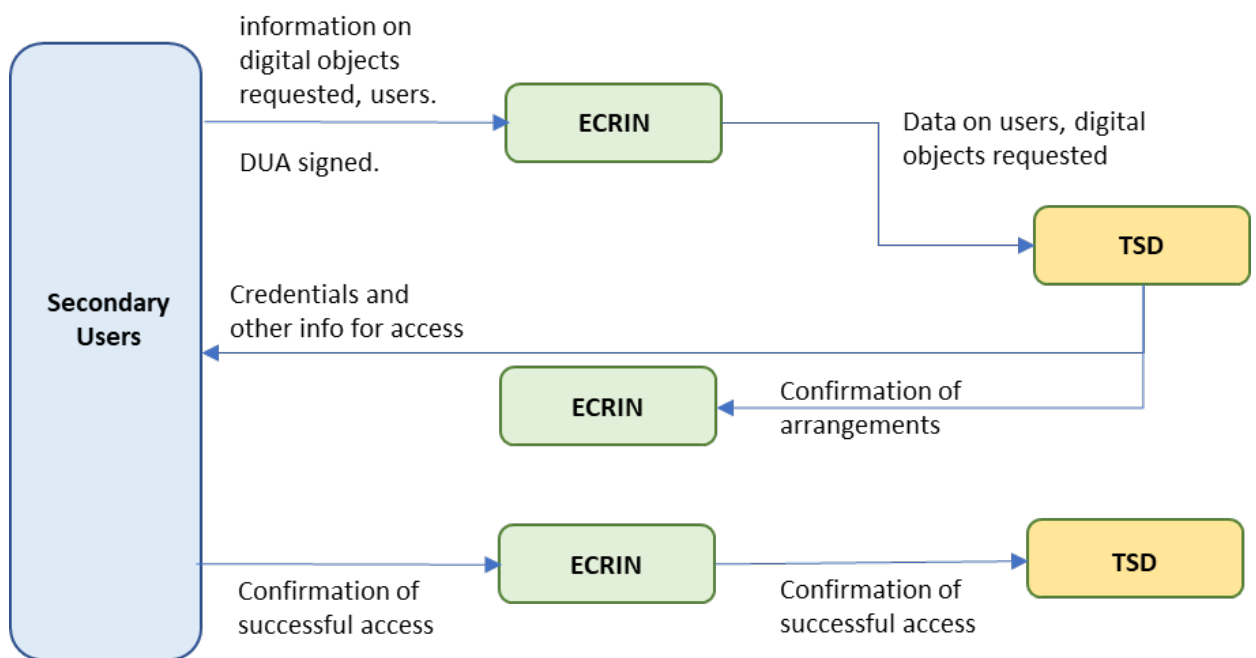 information on
digital objects
requested, users.
ECRIN
DUA signed.
Data on users, digital
objects requested
TSD
Secondary
Users
Credentials and
other info for access
ECRIN
Confirmation of
arrangements
ECRIN
TSD
Confirmation of
successful access
Confirmation of
successful access